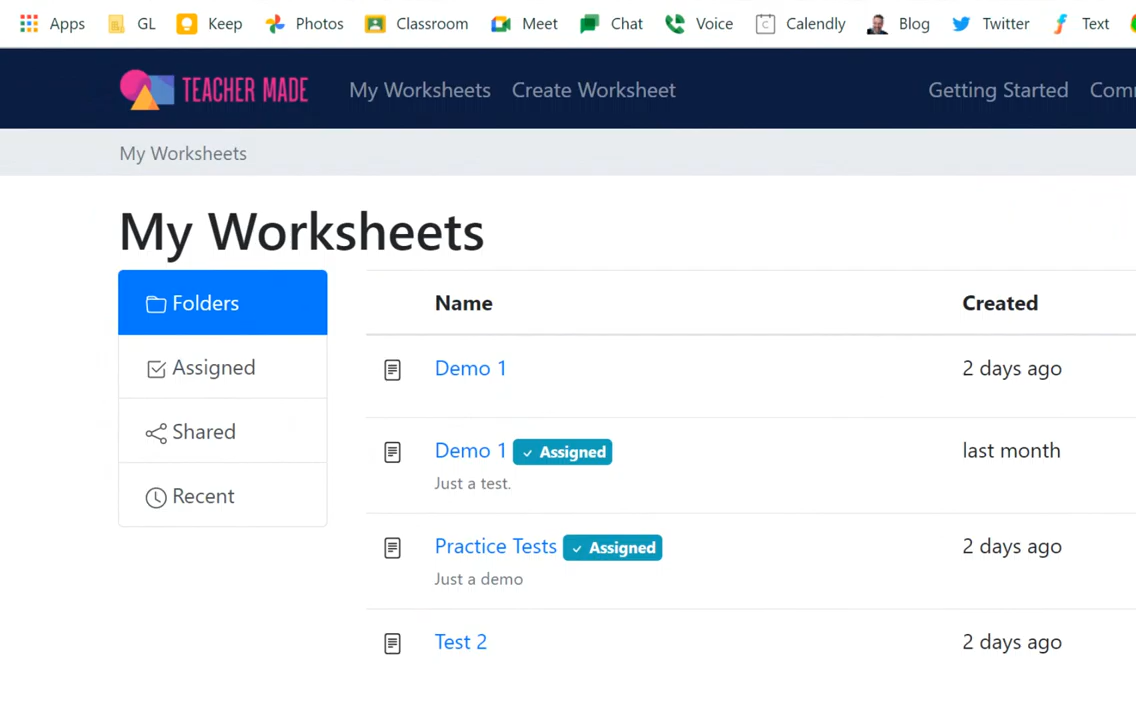 Apps GL Keep Photos Classroom Meet Chat Voice Calendly Blog Twitter Text
TEACHER MADE My Worksheets Create Worksheet Getting Started Com
My Worksheets
My Worksheets
Folders
Assigned
Shared
Recent
Name Created
Demo 1 2 days ago
Demo 1 Assigned last month
Just a test.
Practice Tests Assigned 2 days ago
Just a demo
Test 2 2 days ago